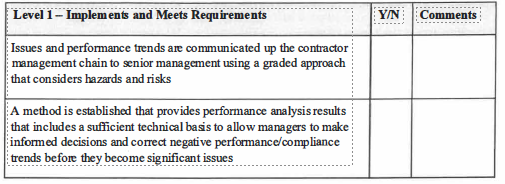 Level 1 – Implements and Meets Requirements Y/N Comments
Issues and performance trends are communicated up the contractor
management chain to senior management using a graded approach
that considers hazards and risks
A method is established that provides performance analysis results
that includes a sufficient technical basis to allow managers to make
informed decisions and correct negative performance/compliance
trends before they become significant issues